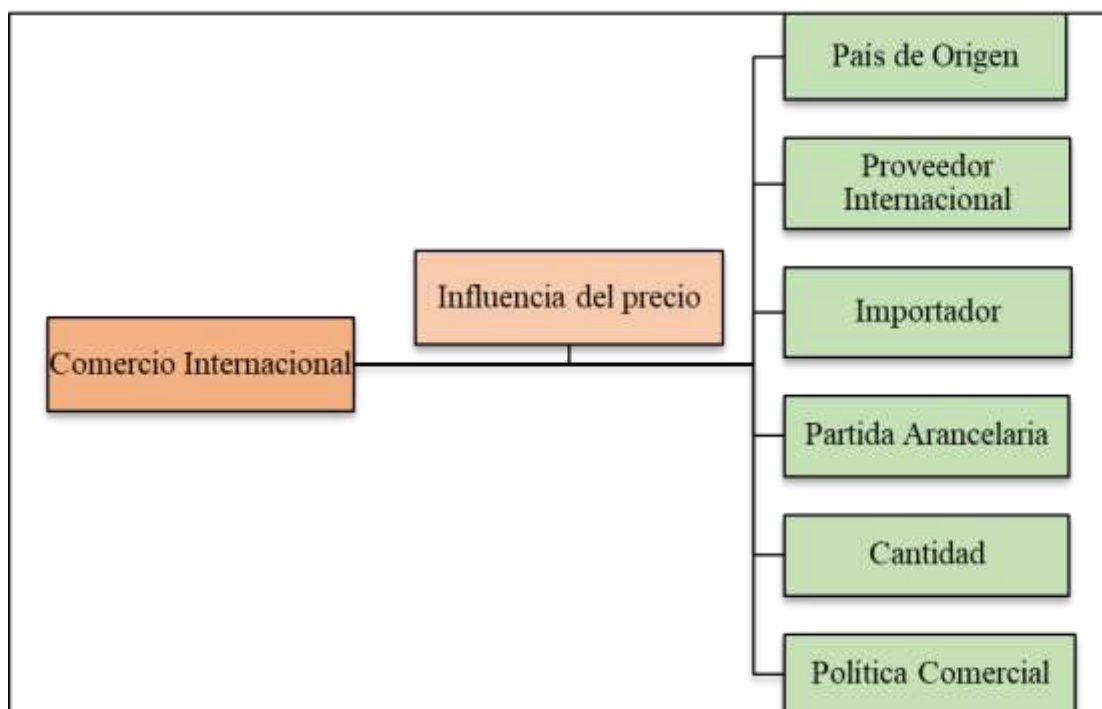 Pais de Origen
Proveedor
Internacional
Influencia del precio
Importador
Comercio Internacional
Partida Arancelaria
Cantidad
Política Comercial